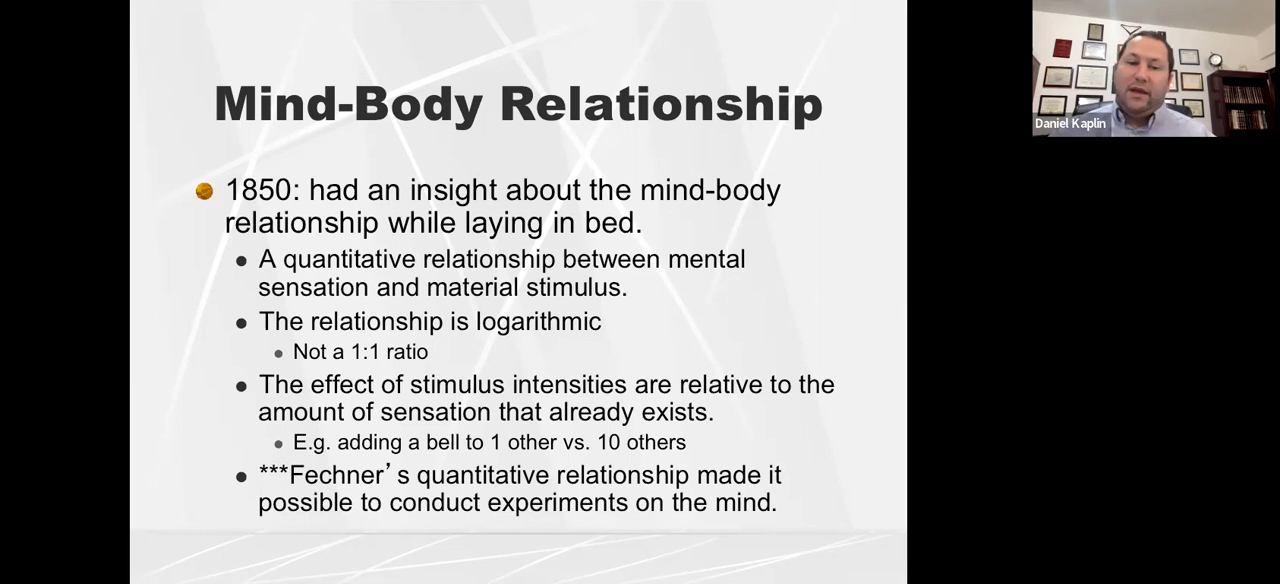 Mind-Body Relationship
Daniel Kaplin
1850: had an insight about the mind-body
relationship while laying in bed.
A quantitative relationship between mental
sensation and material stimulus.
The relationship is logarithmic
Not a 1:1 ratio
The effect of stimulus intensities are relative to the
amount of sensation that already exists.
E.g. adding a bell to 1 other vs. 10 others
***Fechner’s quantitative relationship made it
possible to conduct experiments on the mind.